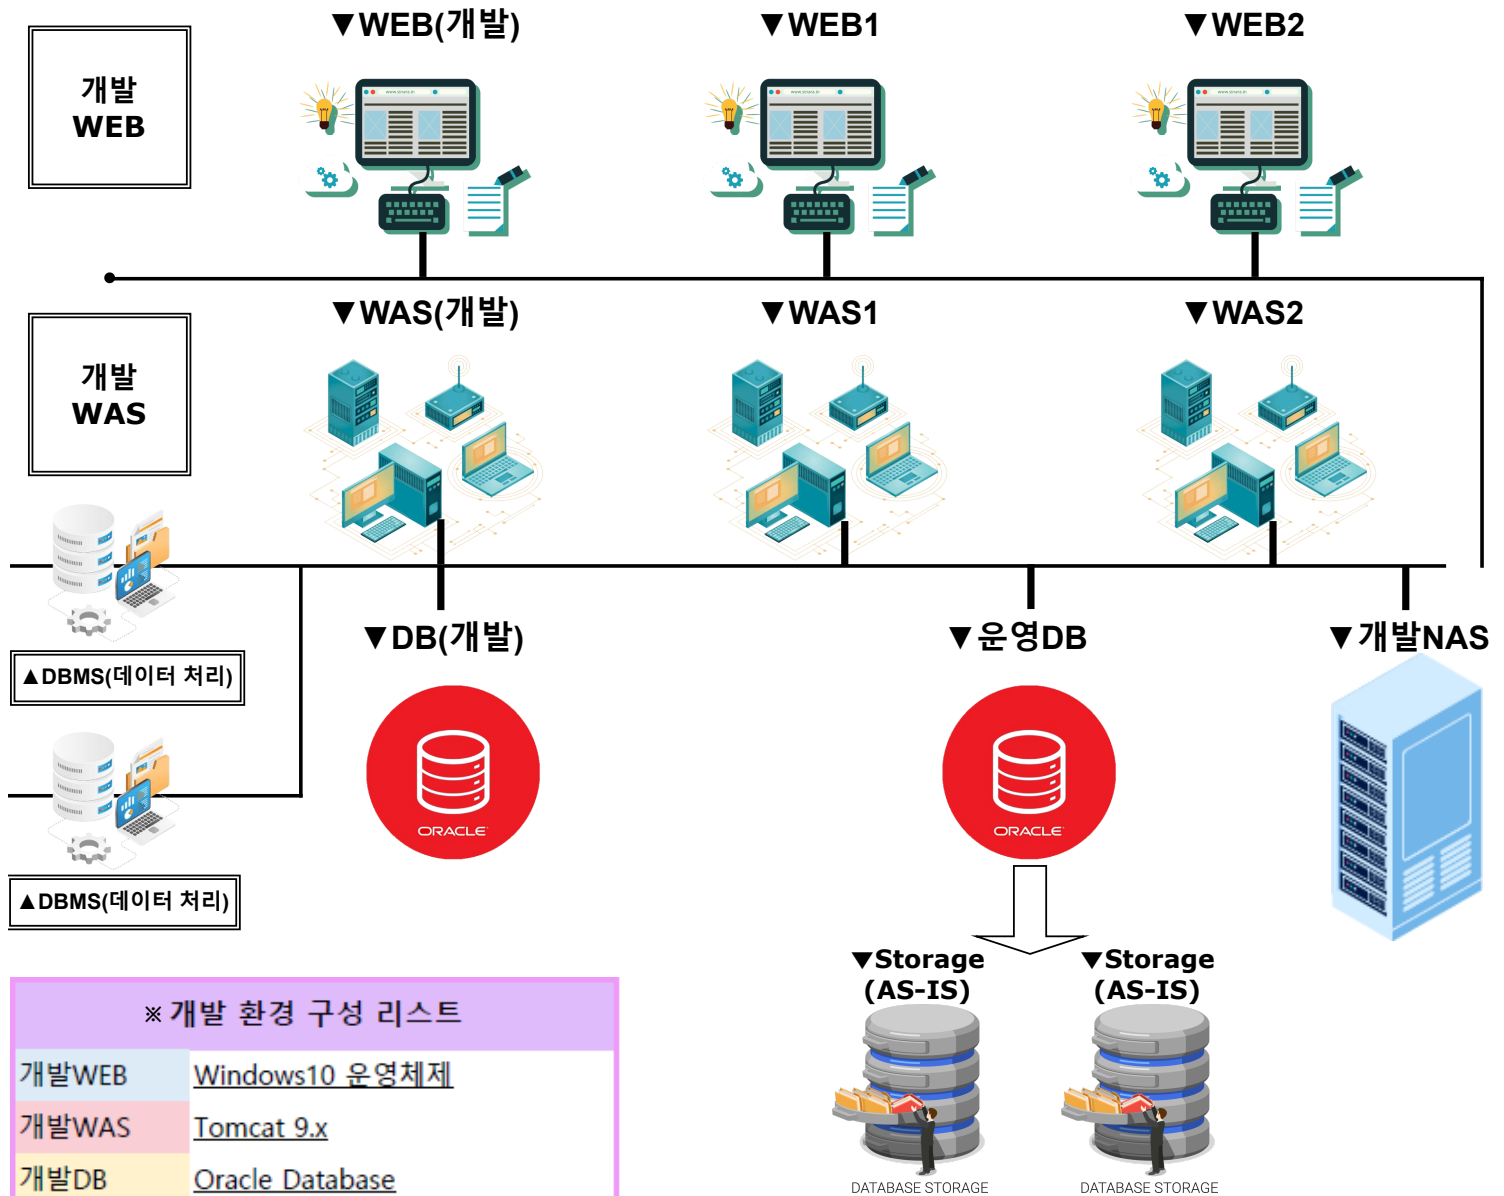 ▼WEB(개발)
▼WEB1
▼WEB2
개발
WEB
▼WAS(개발)
▼WAS1
▼WAS2
개발
WAS
▼DB(개발)
▼운영DB
▼개발NAS
▲DBMS(데이터 처리)
ORACLE
ORACLE
▲DBMS(데이터 처리)
▼Storage
(AS-IS)
▼Storage
(AS-IS)
※ 개발 환경 구성 리스트
개발WEB Windows10 운영체제
개발WAS Tomcat 9.x
개발DB Oracle Database
DATABASE STORAGE
DATABASE STORAGE